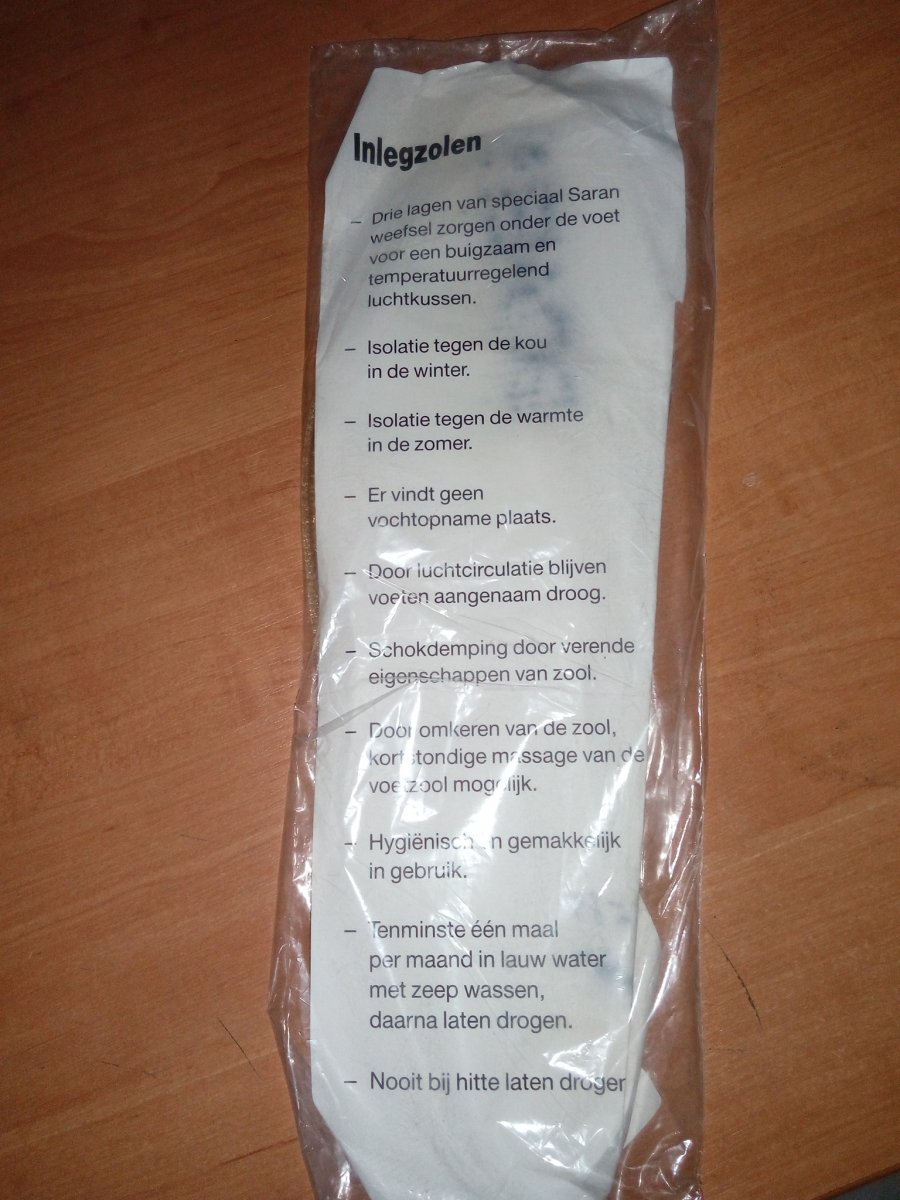 Inlegzolen
– Drie lagen van speciaal Saran
weefsel zorgen onder de voet
voor een buigzaam en
temperatuurregelend
luchtkussen.
– Isolatie tegen de kou
in de winter.
– Isolatie tegen de warmte
in de zomer.
– Er vindt geen
vochtopname plaats.
– Door luchtcirculatie blijven
voeten aangenaam droog.
– Schokdemping door verende
eigenschappen van zool.
– Door omkeren van de zool,
kortstondige massage van de
voetzool mogelijk.
– Hygiënisch en gemakkelijk
in gebruik.
– Tenminste één maal
per maand in lauw water
met zeep wassen,
daarna laten drogen.
– Nooit bij hitte laten drogen